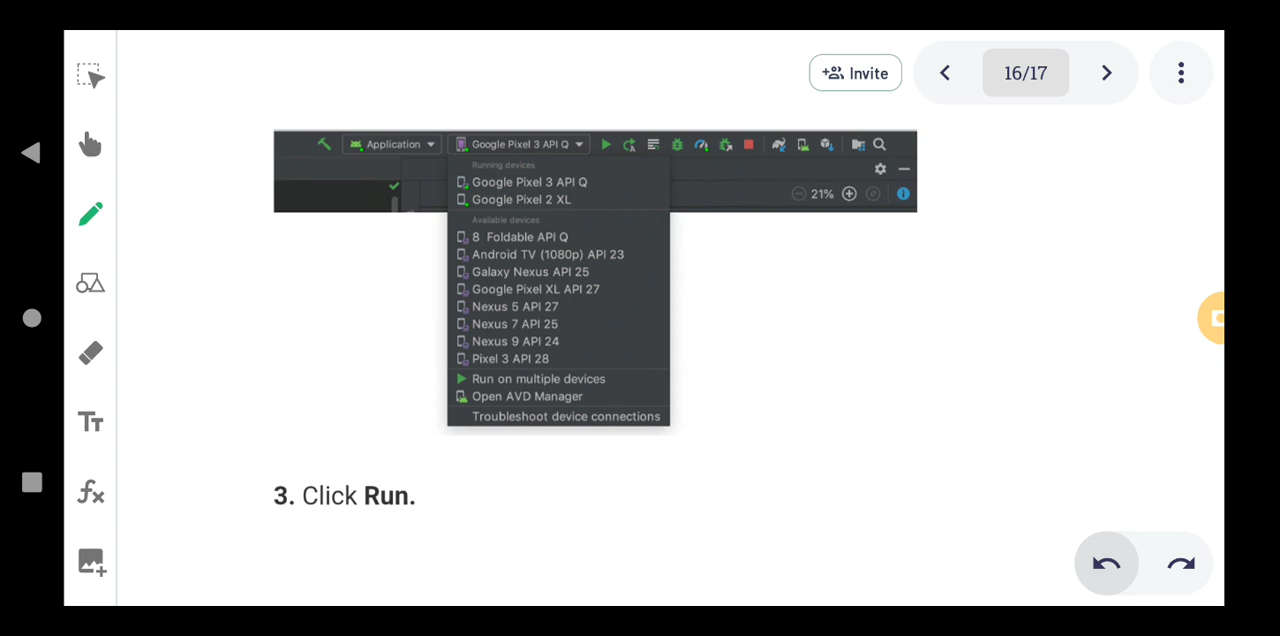 Invite
16/17
Application
Google Pixel 3 API Q
Running devices
Google Pixel 3 API Q
Google Pixel 2 XL
21%
Available devices
8 Foldable API Q
Android TV (1080p) API 23
Galaxy Nexus API 25
Google Pixel XL API 27
Nexus 5 API 27
Nexus 7 API 25
Nexus 9 API 24
Pixel 3 API 28
Run on multiple devices
Open AVD Manager
Troubleshoot device connections
Tт
fx
3. Click Run.